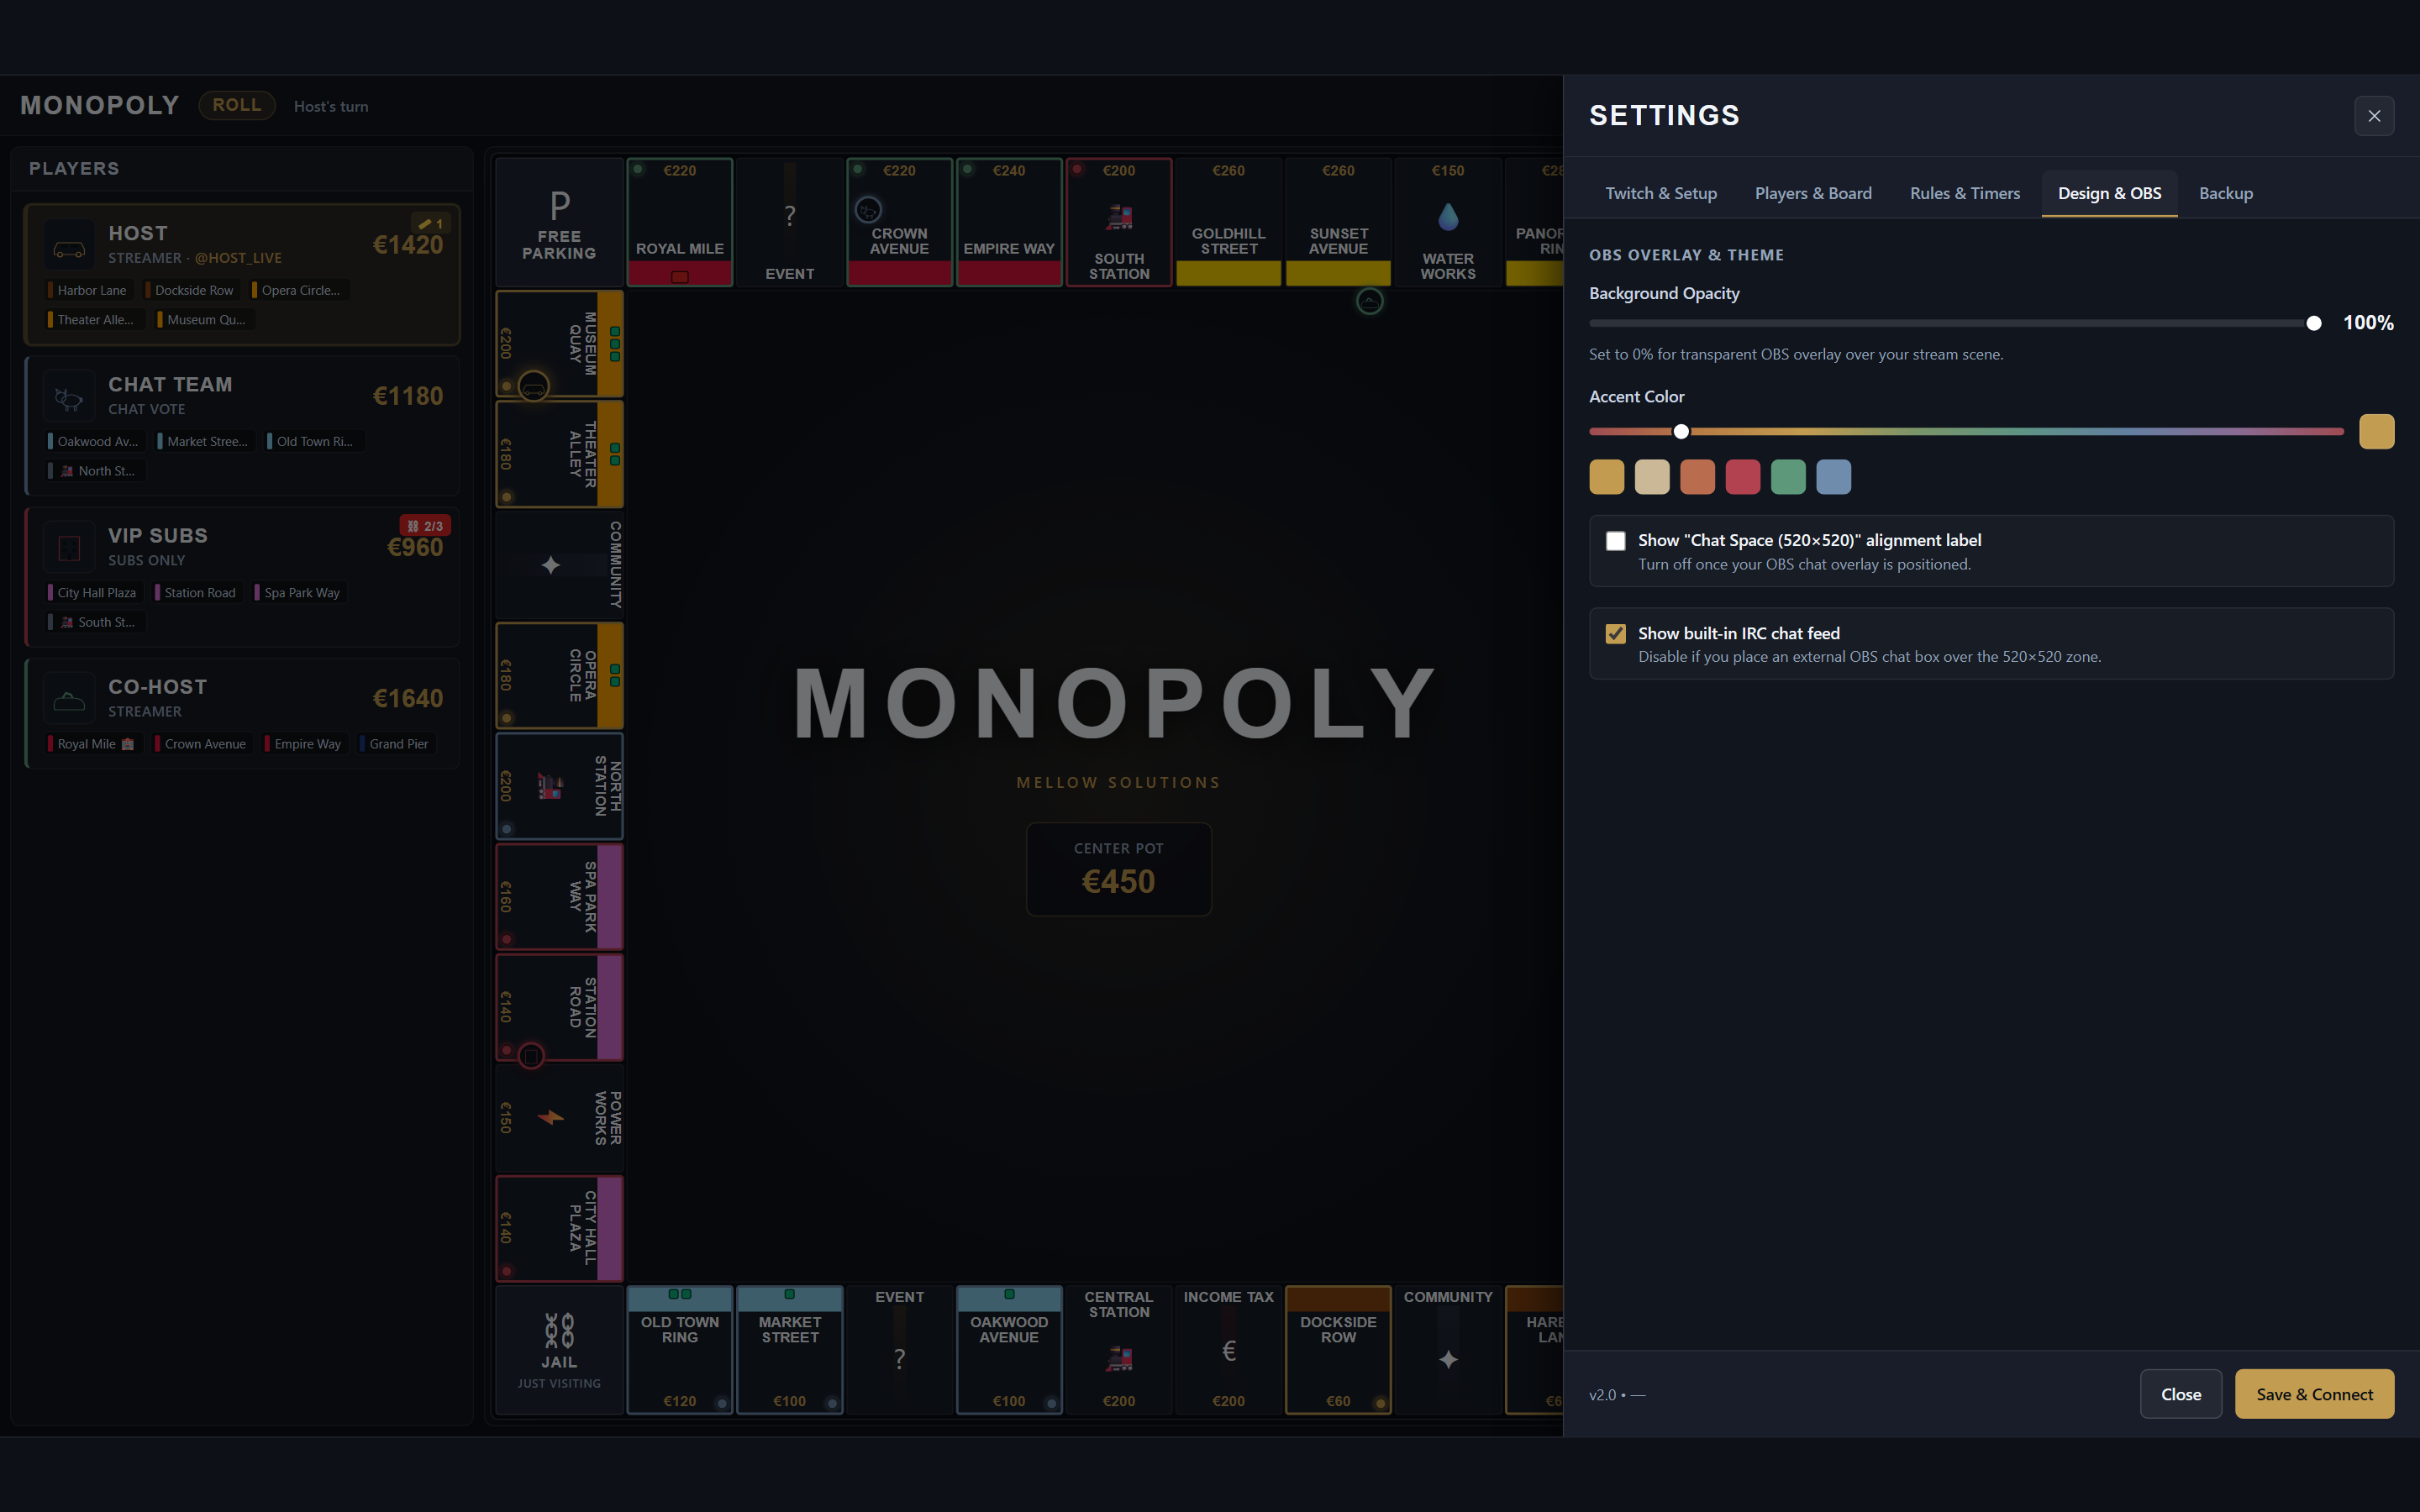 MONOPOLY
ROLL
Host's turn
PLAYERS
HOST
1
€1420
STREAMER · @HOST_LIVE
Harbor Lane
Dockside Row
Opera Circle...
Theater Alle...
Museum Qu...
CHAT TEAM
€1180
CHAT VOTE
Oakwood Av...
Market Stree...
Old Town Ri...
North St...
VIP SUBS
2/3
€960
SUBS ONLY
City Hall Plaza
Station Road
Spa Park Way
South St...
CO-HOST
€1640
STREAMER
Royal Mile
Crown Avenue
Empire Way
Grand Pier
P
FREE
PARKING
€220
ROYAL MILE
?
EVENT
€220
CROWN
AVENUE
€240
EMPIRE WAY
€200
SOUTH
STATION
€260
GOLDHILL
STREET
€260
SUNSET
AVENUE
€150
WATER
WORKS
€28
PANOR
RIN
MUSEUM
QUAY
€200
THEATER
ALLEY
€180
COMMUNITY
OPERA
CIRCLE
€180
NORTH
STATION
€200
SPA PARK
WAY
€160
STATION
ROAD
€140
POWER
WORKS
€150
CITY HALL
PLAZA
€140
MONOPOLY
MELLOW SOLUTIONS
CENTER POT
€450
JAIL
JUST VISITING
OLD TOWN
RING
€120
MARKET
STREET
€100
EVENT
?
OAKWOOD
AVENUE
€100
CENTRAL
STATION
€200
INCOME TAX
€
€200
DOCKSIDE
ROW
€60
COMMUNITY
HARB
LAN
€6
SETTINGS
Twitch & Setup
Players & Board
Rules & Timers
Design & OBS
Backup
OBS OVERLAY & THEME
Background Opacity
100%
Set to 0% for transparent OBS overlay over your stream scene.
Accent Color
Show "Chat Space (520×520)" alignment label
Turn off once your OBS chat overlay is positioned.
Show built-in IRC chat feed
Disable if you place an external OBS chat box over the 520×520 zone.
v2.0 • —
Close
Save & Connect